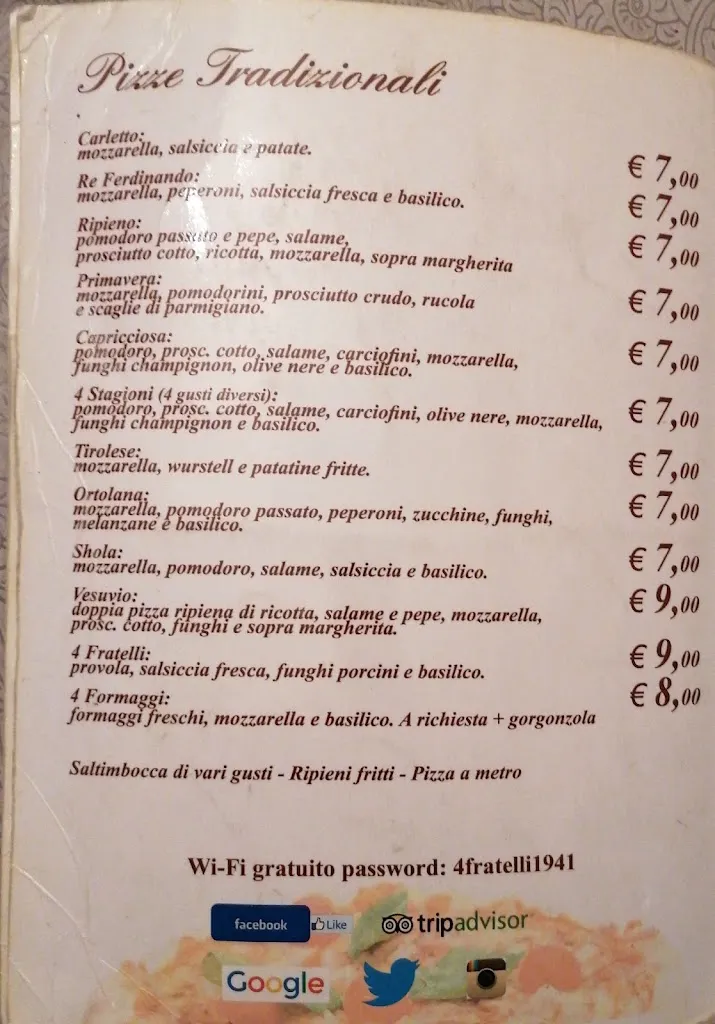 Pizze Tradizionali
Carletto:
mozzarella, salsiccia e patate. € 7,00
Re Ferdinando:
mozzarella, peperoni, salsiccia fresca e basilico. € 7,00
Ripieno:
pomodoro passato e pepe, salame,
prosciutto cotto, ricotta, mozzarella, sopra margherita € 7,00
Primavera:
mozzarella, pomodorini, prosciutto crudo, rucola
e scaglie di parmigiano. € 7,00
Capricciosa:
pomodoro, prosc. cotto, salame, carciofini, mozzarella,
funghi champignon, olive nere e basilico. € 7,00
4 Stagioni (4 gusti diversi):
pomodoro, prosc. cotto, salame, carciofini, olive nere, mozzarella,
funghi champignon e basilico. € 7,00
Tirolese:
mozzarella, wurstell e patatine fritte. € 7,00
Ortolana:
mozzarella, pomodoro passato, peperoni, zucchine, funghi,
melanzane e basilico. € 7,00
Shola:
mozzarella, pomodoro, salame, salsiccia e basilico. € 7,00
Vesuvio:
doppia pizza ripiena di ricotta, salame e pepe, mozzarella,
prosc. cotto, funghi e sopra margherita. € 9,00
4 Fratelli:
provola, salsiccia fresca, funghi porcini e basilico. € 9,00
4 Formaggi:
formaggi freschi, mozzarella e basilico. A richiesta + gorgonzola € 8,00
Saltimbocca di vari gusti - Ripieni fritti - Pizza a metro
Wi-Fi gratuito password: 4fratelli1941
facebook Like tripadvisor
Google